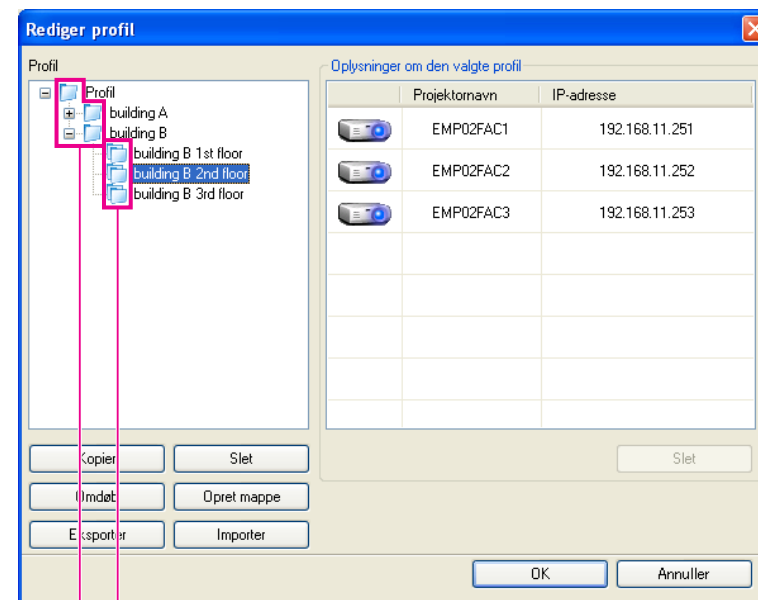 Rediger profil
Profil
Oplysninger om den valgte profil
Profil
building A
building B
building B 1st floor
building B 2nd floor
building B 3rd floor
Projektornavn IP-adresse
EMP02FAC1 192.168.11.251
EMP02FAC2 192.168.11.252
EMP02FAC3 192.168.11.253
Kopier Slet
Slet
Omdøb Opret mappe
Eksporter Importer
OK Annuller